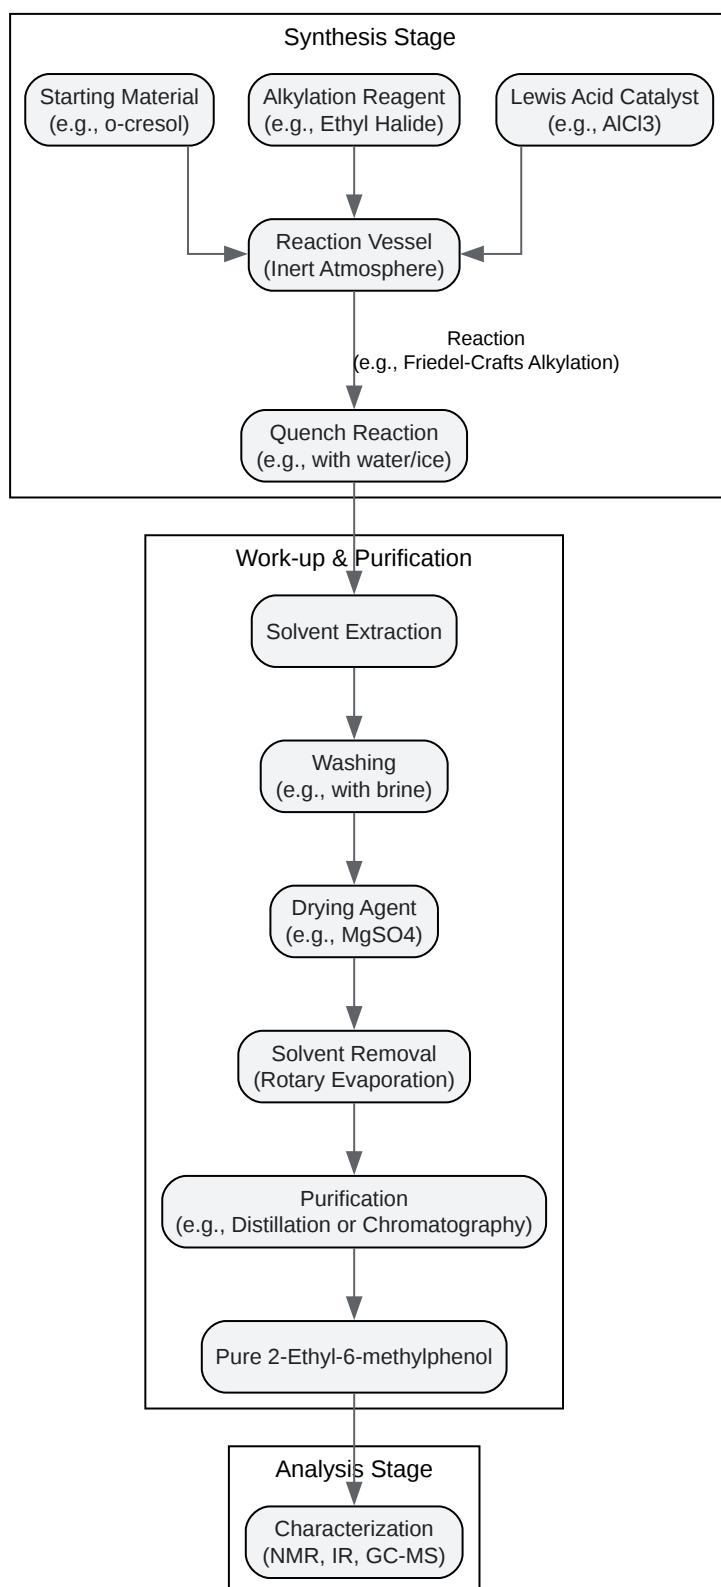 Synthesis Stage
Starting Material
(e.g., o-cresol)
Alkylation Reagent
(e.g., Ethyl Halide)
Lewis Acid Catalyst
(e.g., AlCl3)
Reaction Vessel
(Inert Atmosphere)
Reaction
(e.g., Friedel-Crafts Alkylation)
Quench Reaction
(e.g., with water/ice)
Work-up & Purification
Solvent Extraction
Washing
(e.g., with brine)
Drying Agent
(e.g., MgSO4)
Solvent Removal
(Rotary Evaporation)
Purification
(e.g., Distillation or Chromatography)
Pure 2-Ethyl-6-methylphenol
Analysis Stage
Characterization
(NMR, IR, GC-MS)